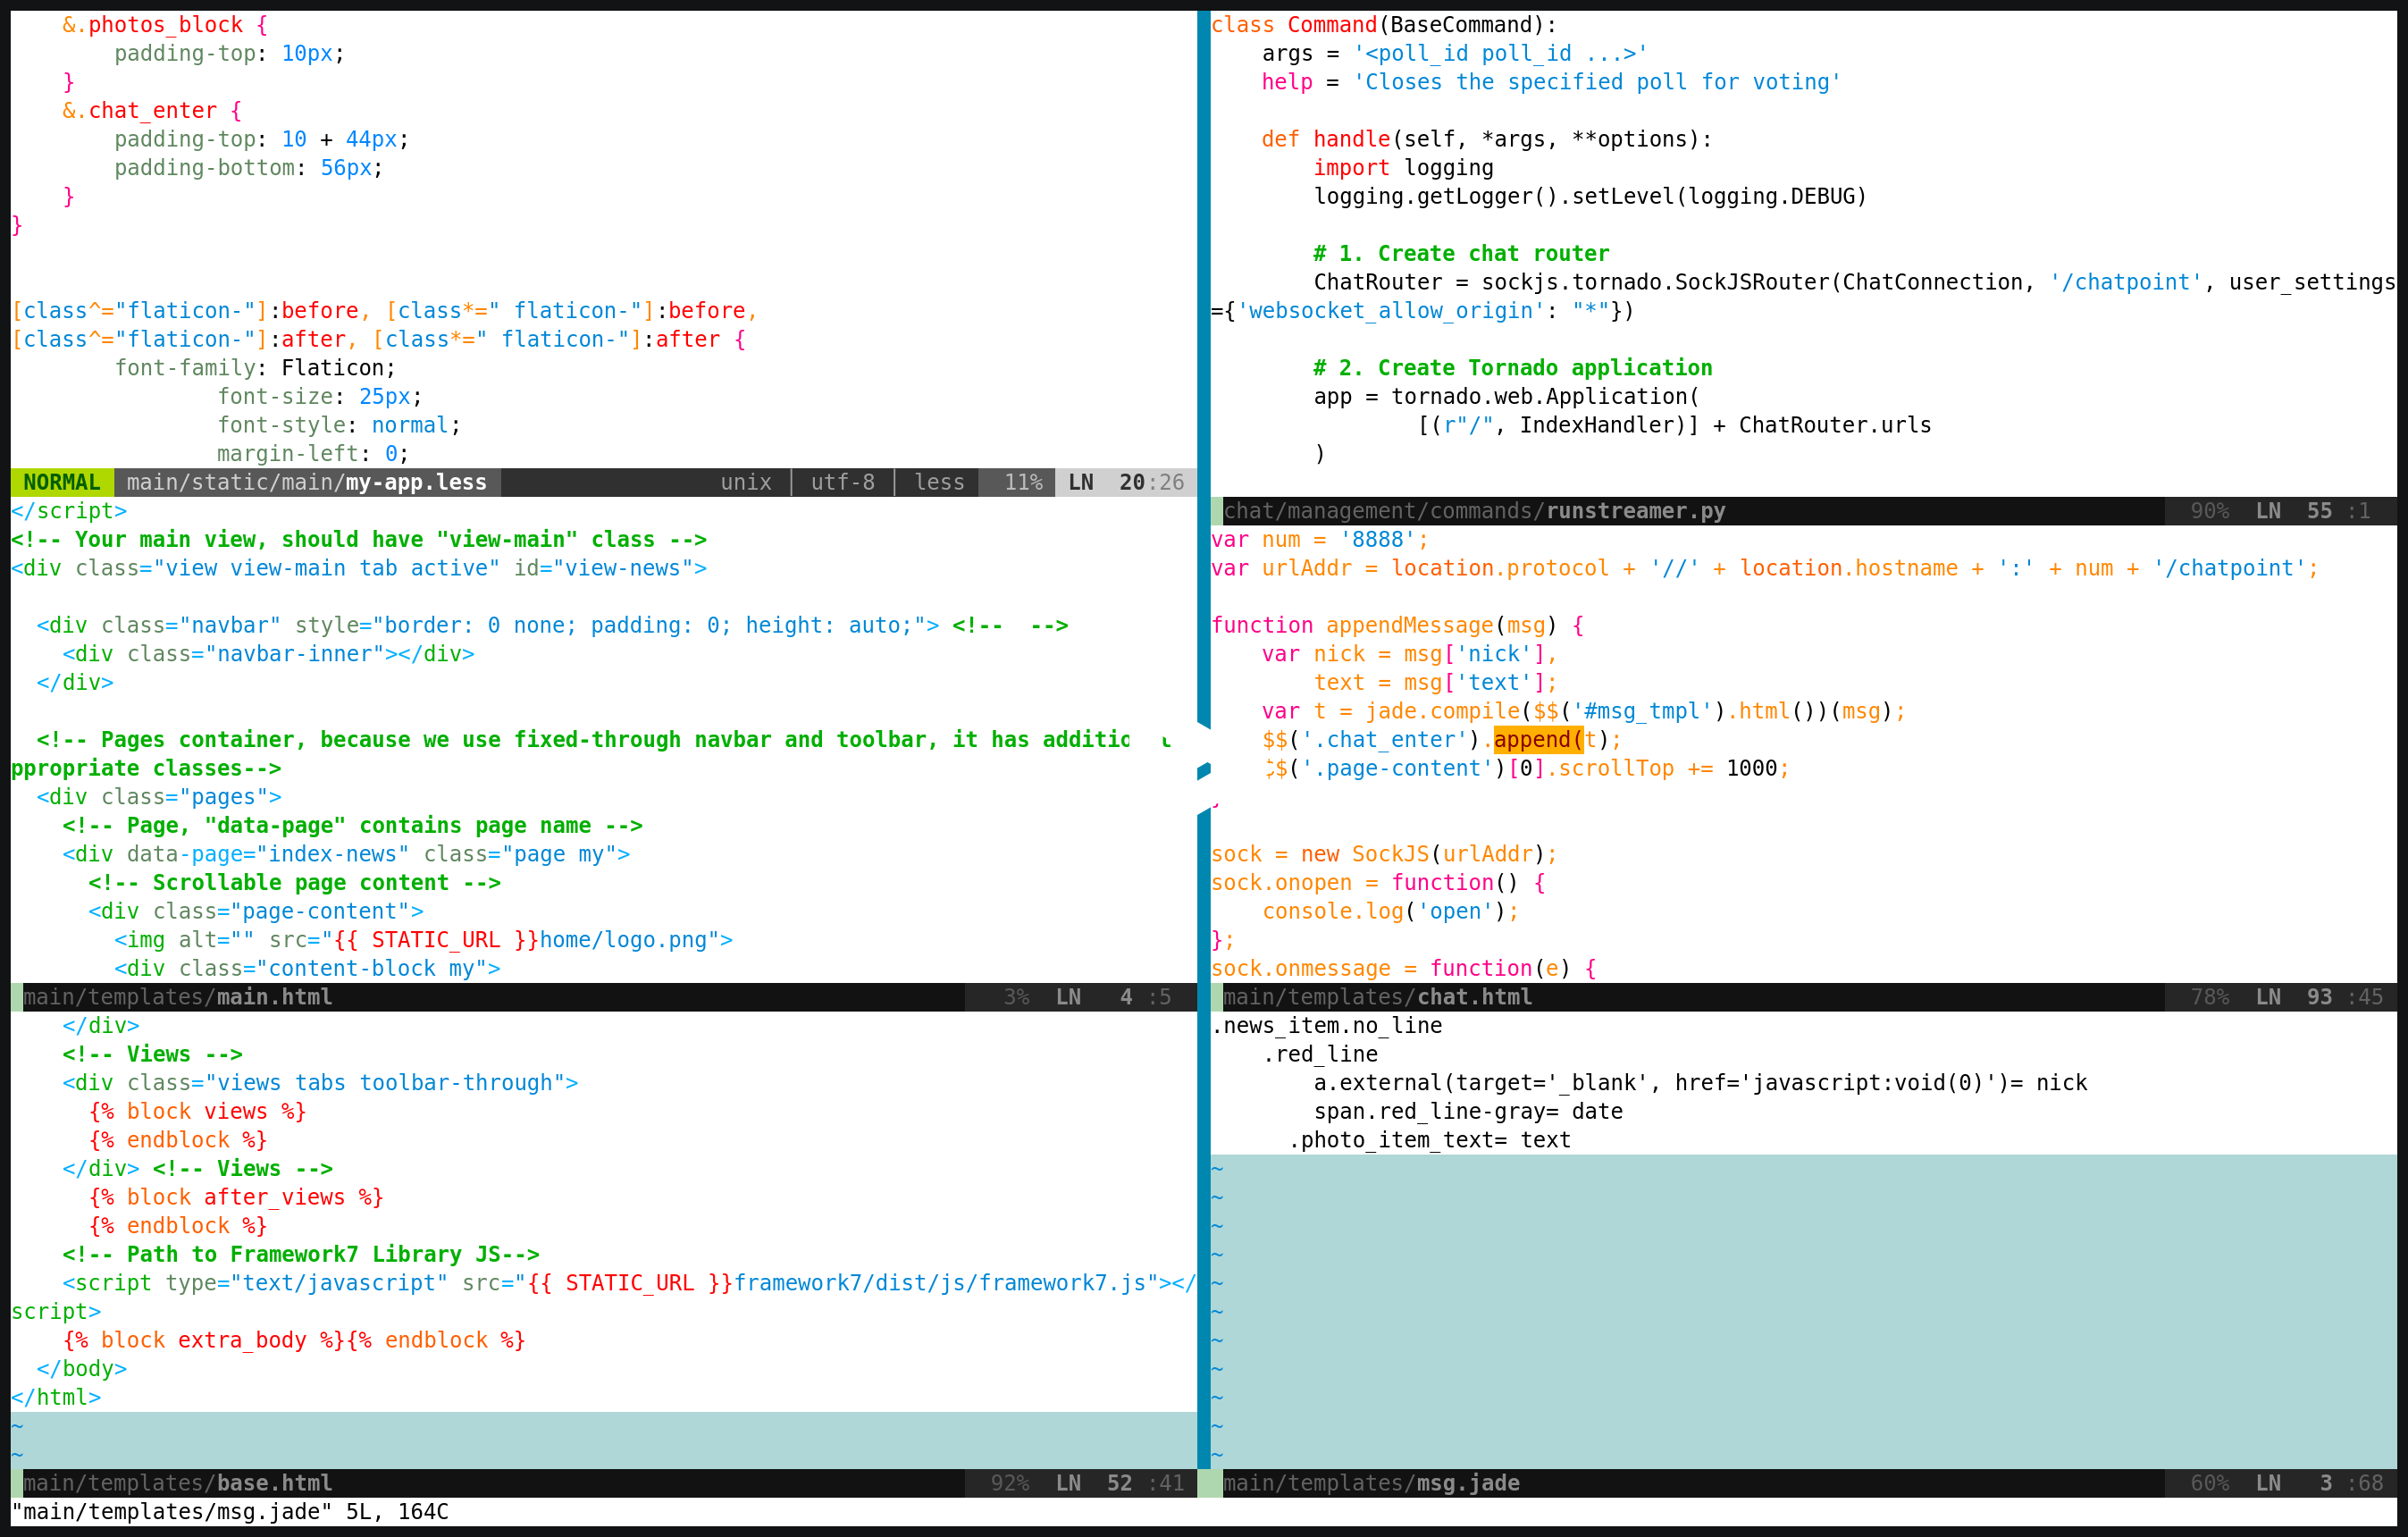 &.photos_block {
        padding-top: 10px;
    }
    &.chat_enter {
        padding-top: 10 + 44px;
        padding-bottom: 56px;
    }
}
[class^="flaticon-"]:before, [class*=" flaticon-"]:before,
[class^="flaticon-"]:after, [class*=" flaticon-"]:after {
        font-family: Flaticon;
                font-size: 25px;
                font-style: normal;
                margin-left: 0;
NORMAL main/static/main/my-app.less unix │ utf-8 │ less 11% LN 20:26
</script>
<!-- Your main view, should have "view-main" class -->
<div class="view view-main tab active" id="view-news">
  <div class="navbar" style="border: 0 none; padding: 0; height: auto;"> <!--  -->
    <div class="navbar-inner"></div>
  </div>
  <!-- Pages container, because we use fixed-through navbar and toolbar, it has
ppropriate classes-->
  <div class="pages">
    <!-- Page, "data-page" contains page name -->
    <div data-page="index-news" class="page my">
      <!-- Scrollable page content -->
      <div class="page-content">
        <img alt="" src="{{ STATIC_URL }}home/logo.png">
        <div class="content-block my">
main/templates/main.html 3% LN 4 :5
    </div>
    <!-- Views -->
    <div class="views tabs toolbar-through">
      {% block views %}
      {% endblock %}
    </div> <!-- Views -->
      {% block after_views %}
      {% endblock %}
    <!-- Path to Framework7 Library JS-->
    <script type="text/javascript" src="{{ STATIC_URL }}framework7/dist/js/framework7.js"></
script>
    {% block extra_body %}{% endblock %}
  </body>
</html>
~
~
main/templates/base.html 92% LN 52 :41
"main/templates/msg.jade" 5L, 164C
class Command(BaseCommand):
    args = '<poll_id poll_id ...>'
    help = 'Closes the specified poll for voting'
    def handle(self, *args, **options):
        import logging
        logging.getLogger().setLevel(logging.DEBUG)
        # 1. Create chat router
        ChatRouter = sockjs.tornado.SockJSRouter(ChatConnection, '/chatpoint', user_settings
={'websocket_allow_origin': "*"})
        # 2. Create Tornado application
        app = tornado.web.Application(
                [(r"/", IndexHandler)] + ChatRouter.urls
        )
chat/management/commands/runstreamer.py 90% LN 55 :1
var num = '8888';
var urlAddr = location.protocol + '//' + location.hostname + ':' + num + '/chatpoint';
function appendMessage(msg) {
    var nick = msg['nick'],
        text = msg['text'];
    var t = jade.compile($$('#msg_tmpl').html())(msg);
    $$('.chat_enter').append(t);
    $$('.page-content')[0].scrollTop += 1000;
}
sock = new SockJS(urlAddr);
sock.onopen = function() {
    console.log('open');
};
sock.onmessage = function(e) {
main/templates/chat.html 78% LN 93 :45
.news_item.no_line
    .red_line
        a.external(target='_blank', href='javascript:void(0)')= nick
        span.red_line-gray= date
      .photo_item_text= text
~
~
~
~
~
~
~
~
~
~
~
main/templates/msg.jade 60% LN 3 :68